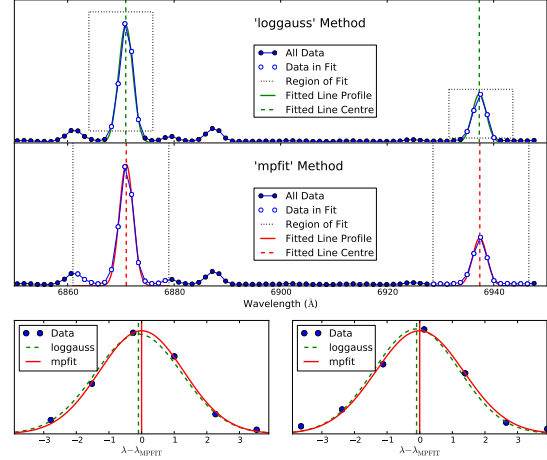 'loggauss' Method
All Data
Data in Fit
Region of Fit
Fitted Line Profile
Fitted Line Centre
'mpfit' Method
All Data
Data in Fit
Region of Fit
Fitted Line Profile
Fitted Line Centre
6860 6880 6900 6920 6940
Wavelength (Å)
Data
loggauss
mpfit
−3 −2 −1 0 1 2 3
λ−λMPFIT
Data
loggauss
mpfit
−3 −2 −1 0 1 2 3
λ−λMPFIT